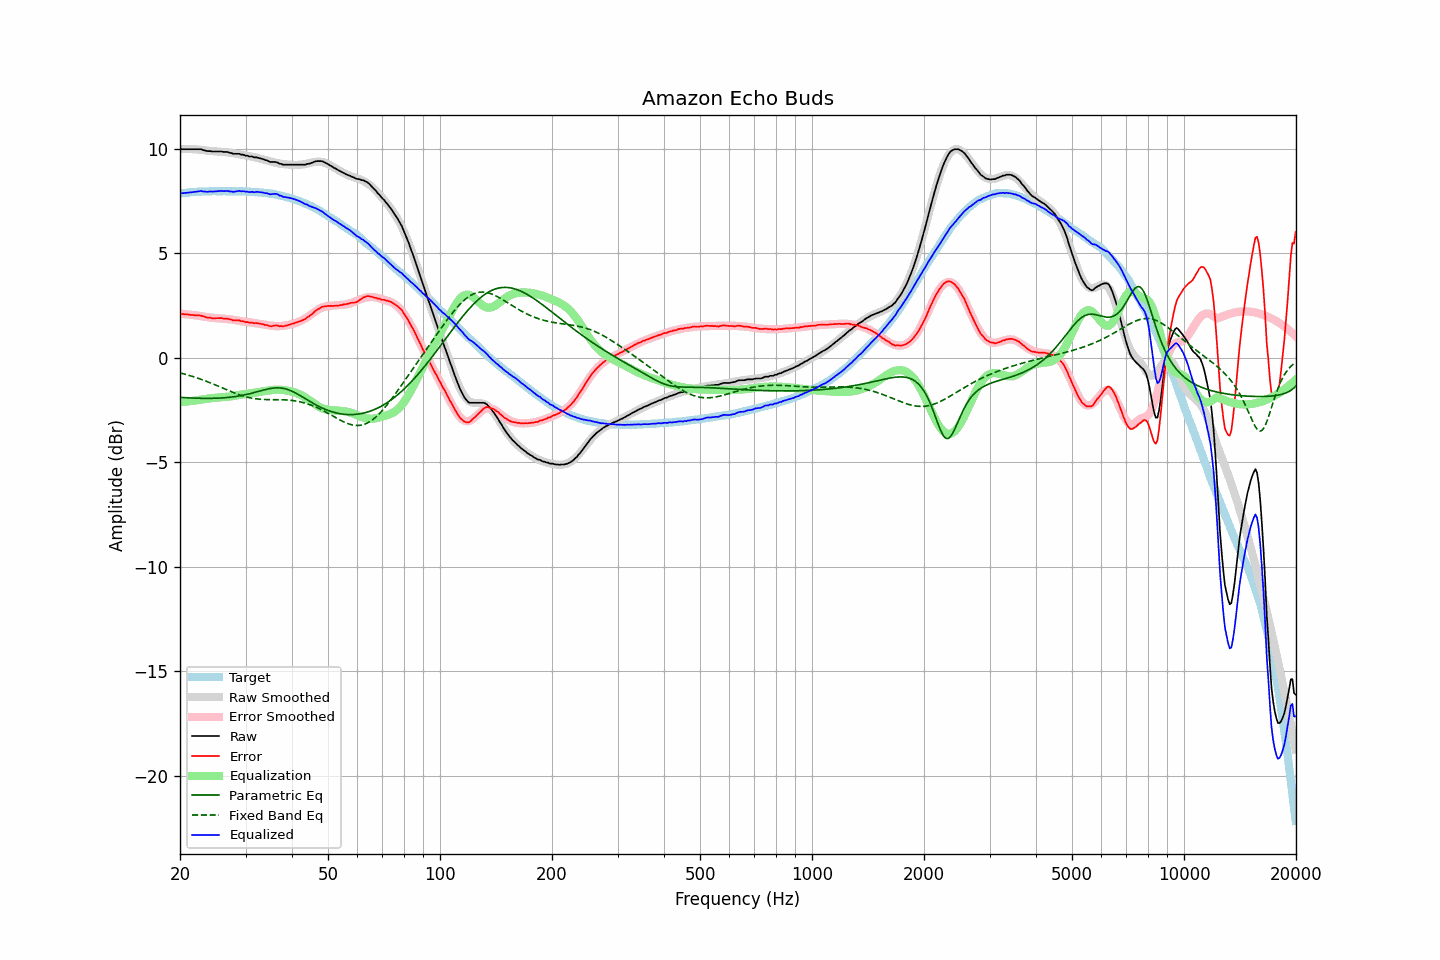 Amazon Echo Buds
Amplitude (dBr)
10
5
0
−5
−10
−15
−20
Target
Raw Smoothed
Error Smoothed
Raw
Error
Equalization
Parametric Eq
Fixed Band Eq
Equalized
20 50 100 200 500 1000 2000 5000 10000 20000
Frequency (Hz)